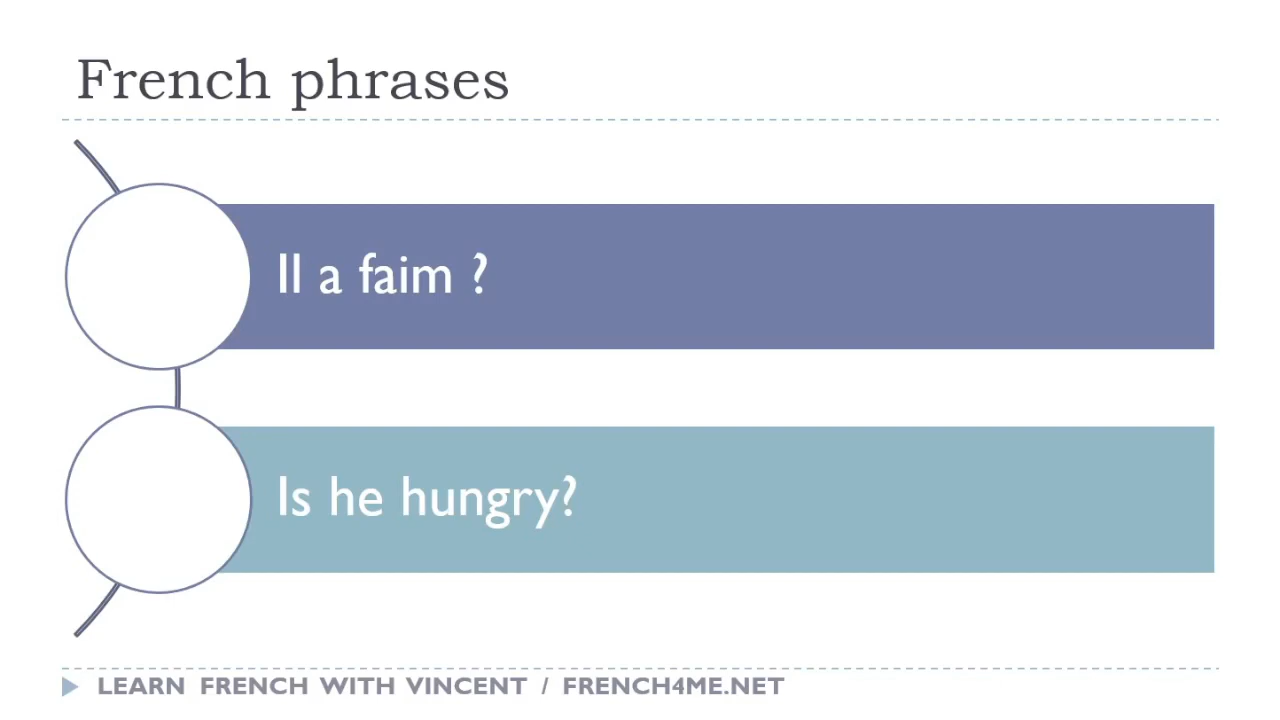 French phrases
Il a faim ?
Is he hungry?
LEARN FRENCH WITH VINCENT / FRENCH4ME.NET